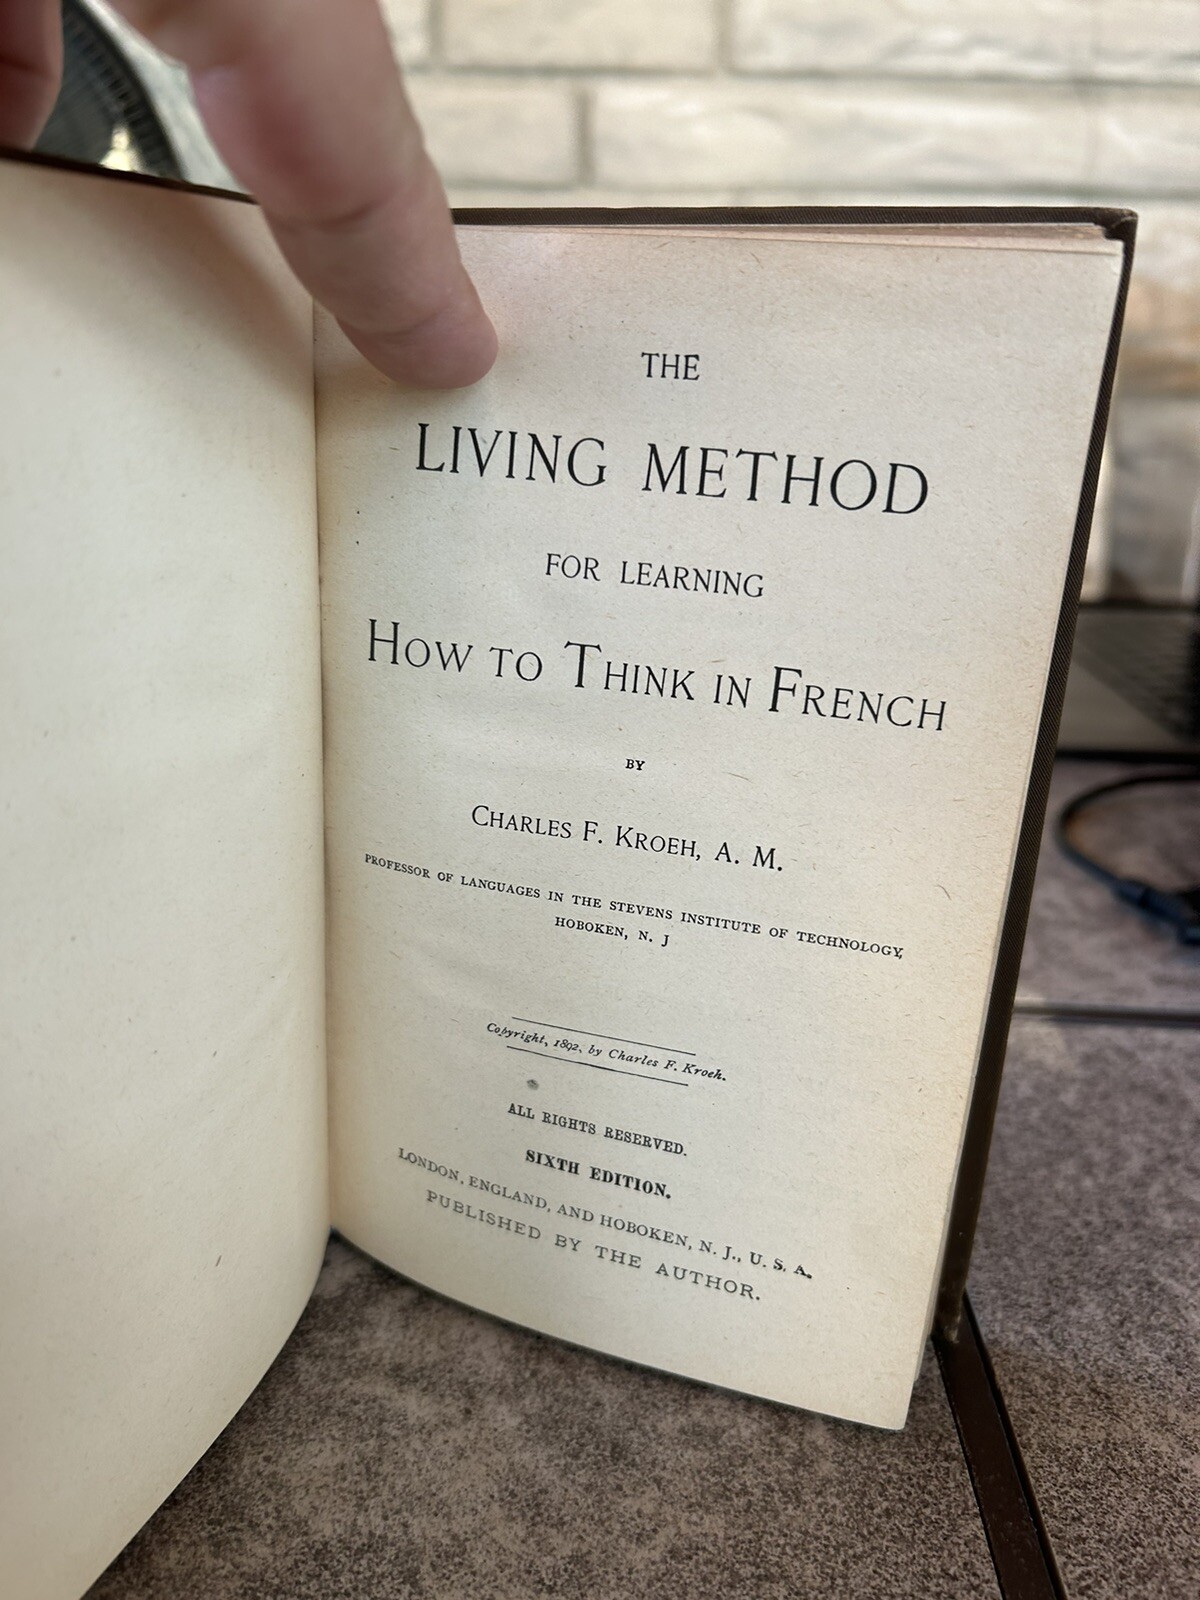 THE
LIVING METHOD
FOR LEARNING
HOW TO THINK IN FRENCH
BY
CHARLES F. KROEH, A. M.
PROFESSOR OF LANGUAGES IN THE STEVENS INSTITUTE OF TECHNOLOGY,
HOBOKEN, N. J
Copyright, 1892, by Charles F. Kroeh.
ALL RIGHTS RESERVED.
SIXTH EDITION.
LONDON, ENGLAND, AND HOBOKEN, N. J., U. S. A.
PUBLISHED BY THE AUTHOR.